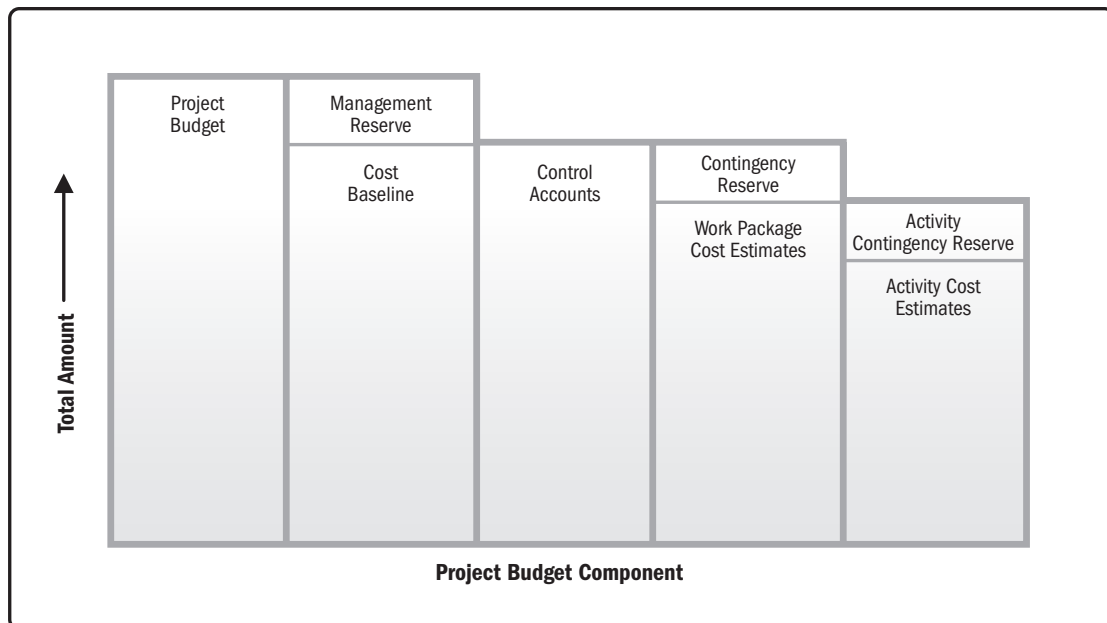 Project
Budget
Management
Reserve
Cost
Baseline
Control
Accounts
Contingency
Reserve
Work Package
Cost Estimates
Activity
Contingency Reserve
Activity Cost
Estimates
Total Amount
Project Budget Component